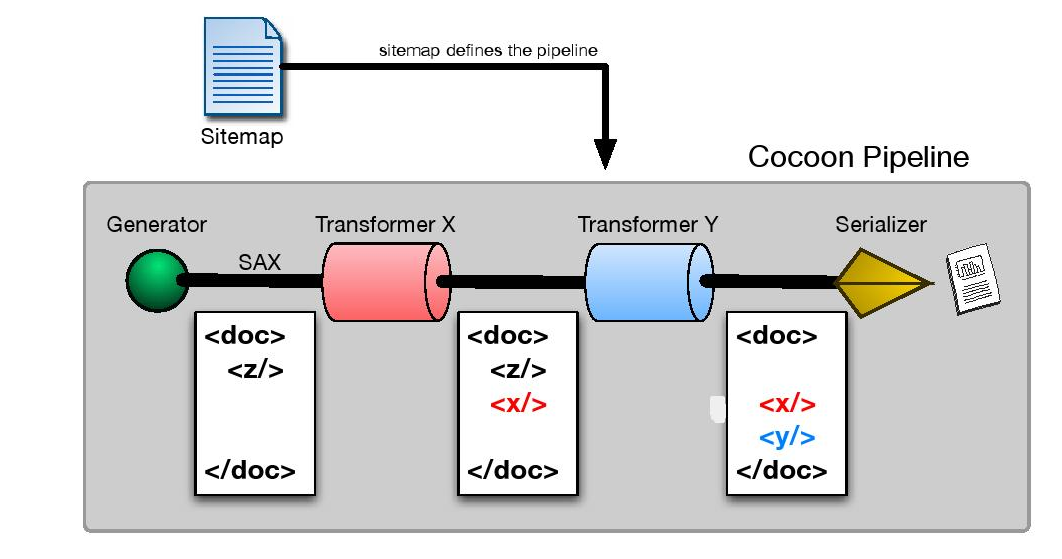 sitemap defines the pipeline
Sitemap
Cocoon Pipeline
Generator
Transformer X
Transformer Y
Serializer
SAX
<doc>
<z/>
</doc>
<doc>
<z/>
<x/>
</doc>
<doc>
<x/>
<y/>
</doc>